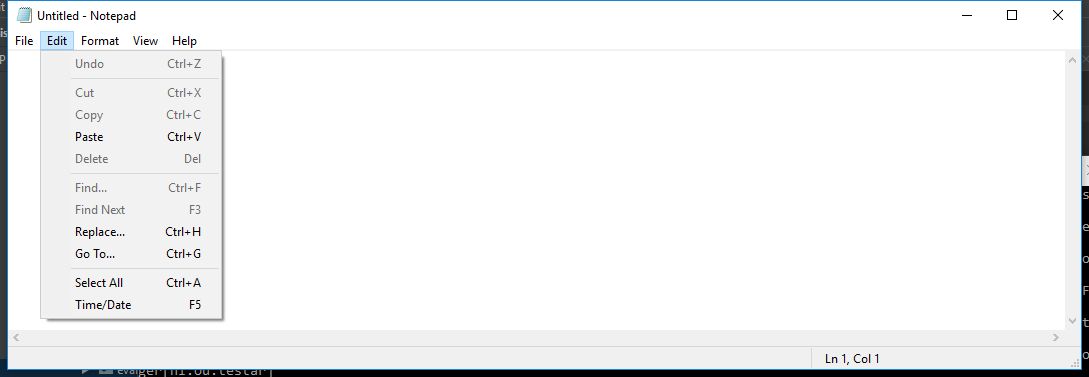 Untitled - Notepad
File Edit Format View Help
Undo Ctrl+Z
Cut Ctrl+X
Copy Ctrl+C
Paste Ctrl+V
Delete Del
Find... Ctrl+F
Find Next F3
Replace... Ctrl+H
Go To... Ctrl+G
Select All Ctrl+A
Time/Date F5
Ln 1, Col 1